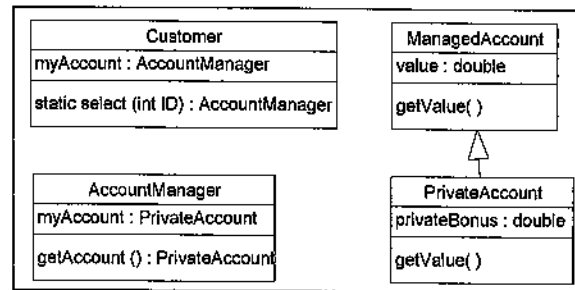 Customer
myAccount : AccountManager
static select (int ID) : AccountManager
ManagedAccount
value : double
getValue( )
AccountManager
myAccount : PrivateAccount
getAccount () : PrivateAccount
PrivateAccount
privateBonus : double
getValue( )